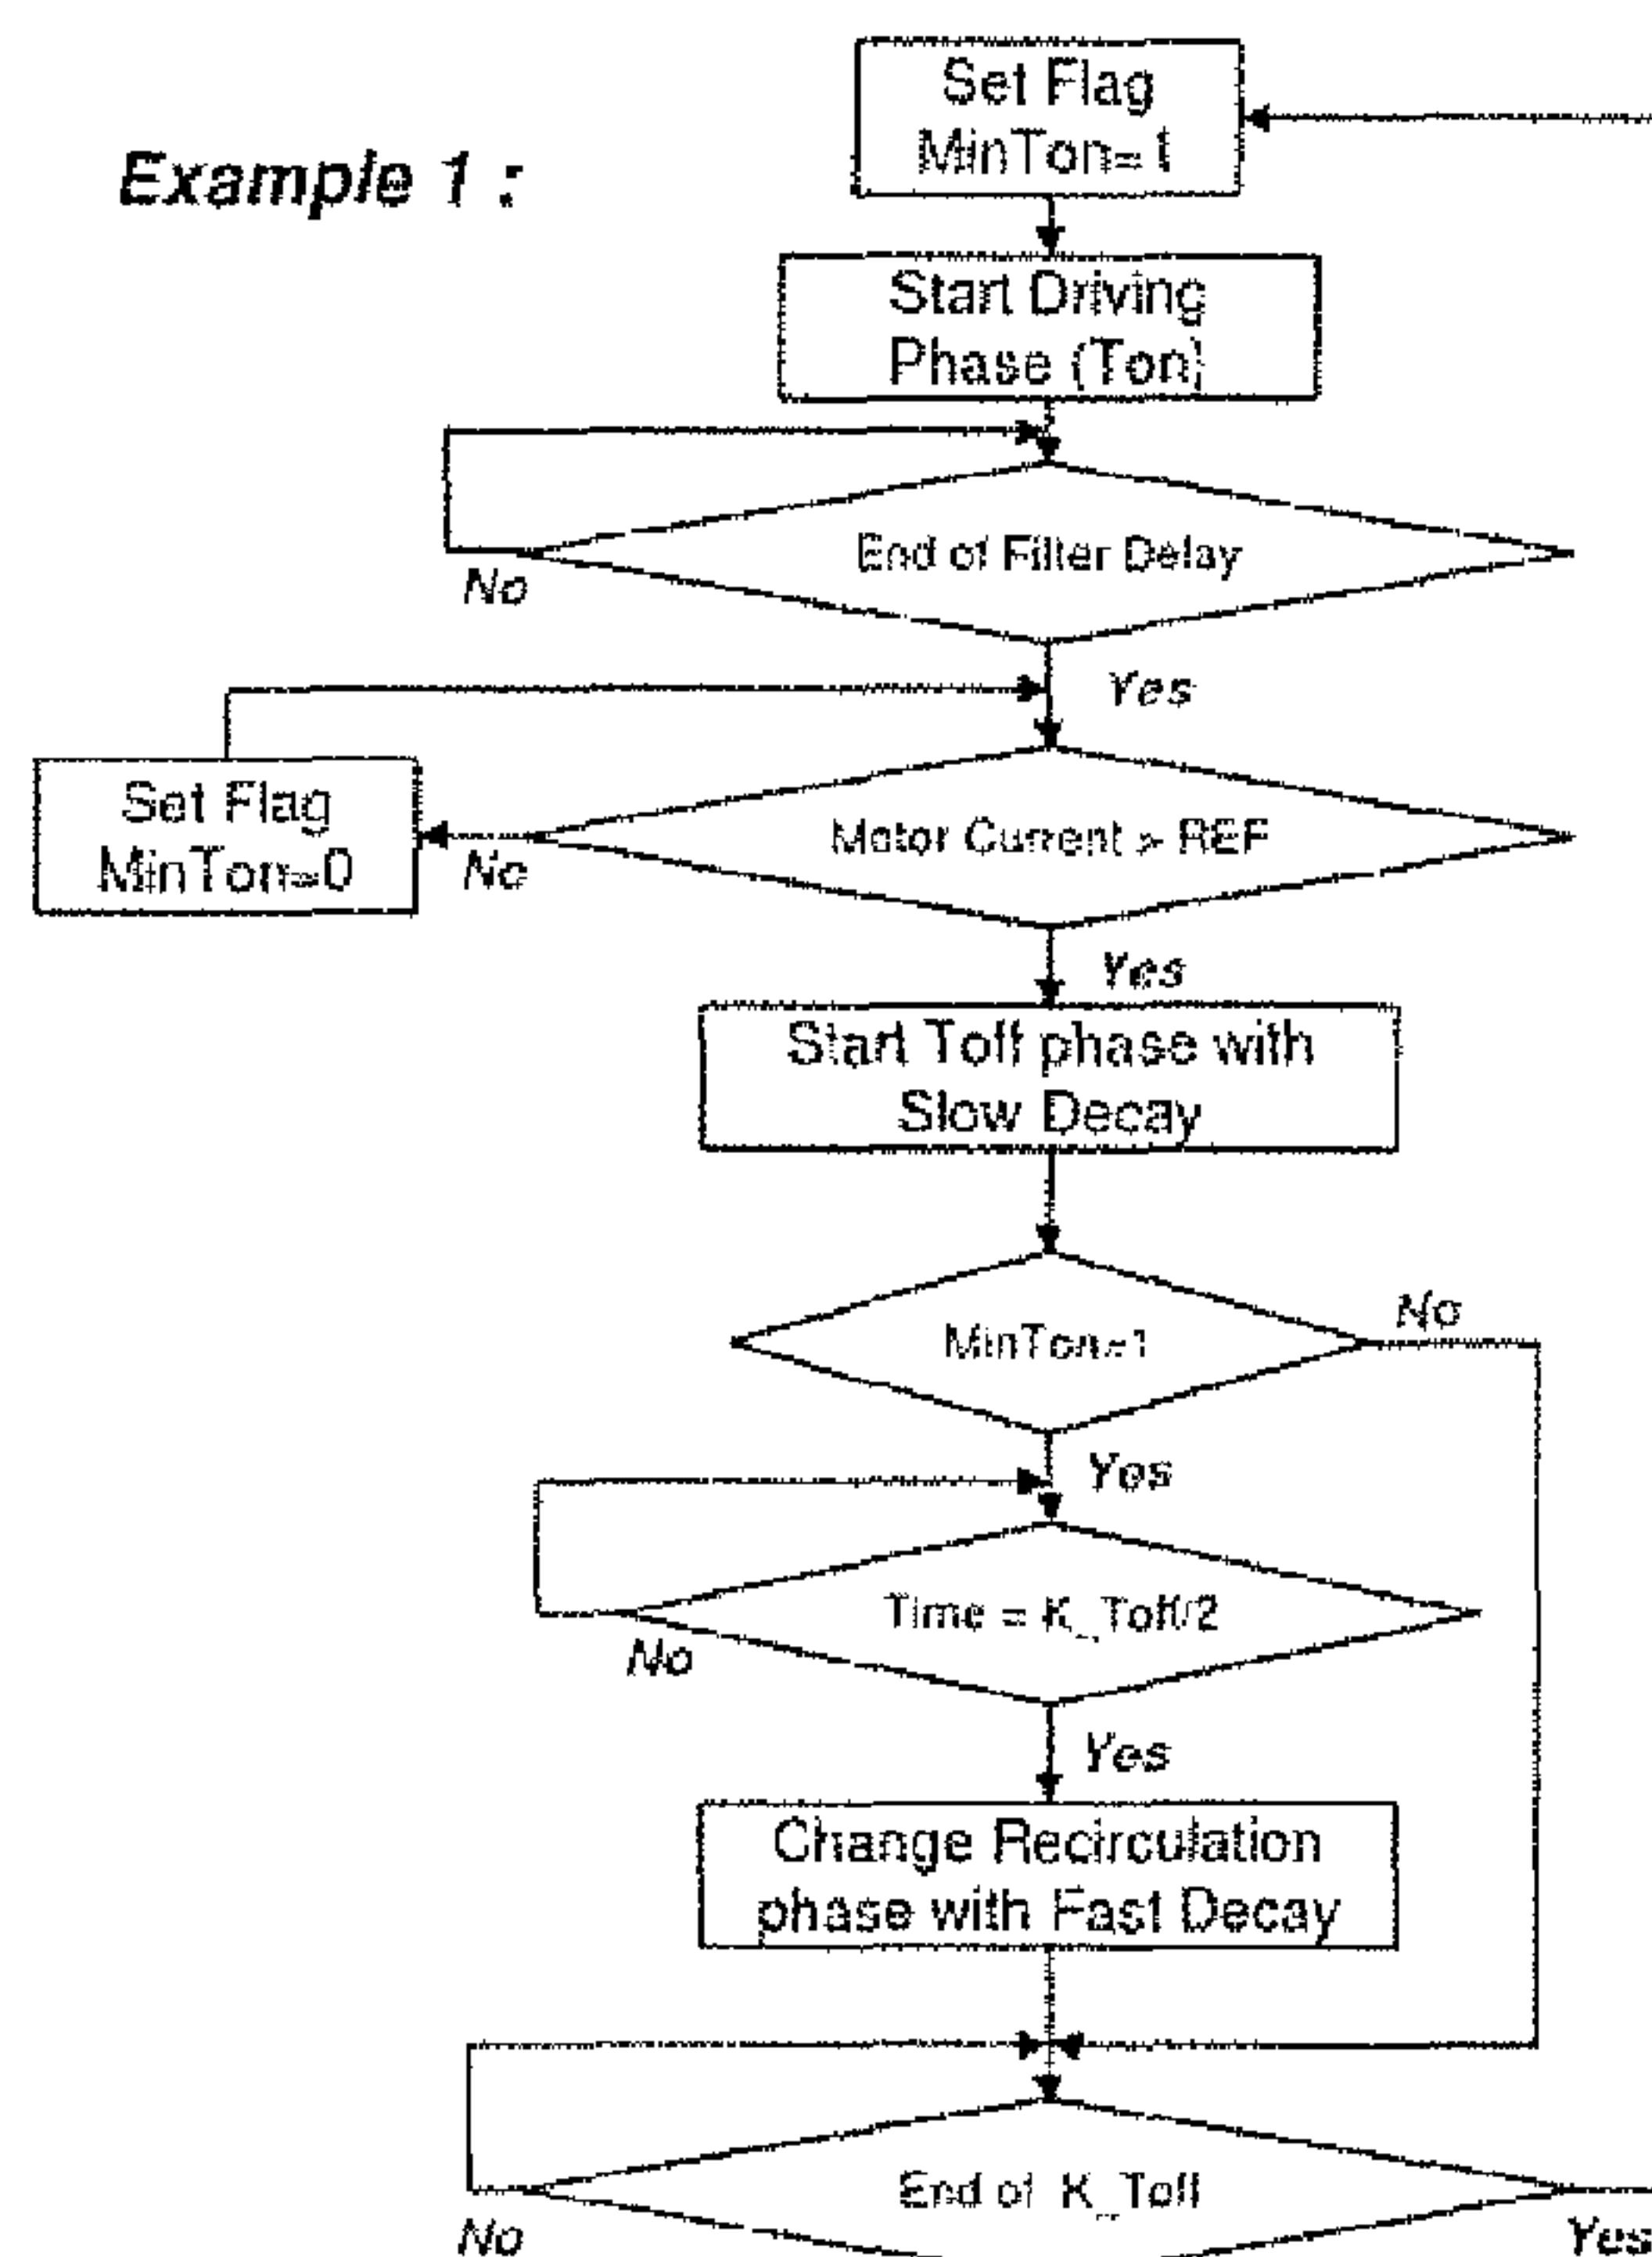 Example 1 :
Set Flag
MinTon=1
Start Driving
Phase (Ton)
End of Filter Delay
No
Yes
Set Flag
MinTon=0
No
Motor Current > REF
Yes
Start Toff phase with
Slow Decay
MinTon=1
No
Yes
Time = K_Toff/2
No
Yes
Change Recirculation
phase with Fast Decay
End of K_Toff
No
Yes